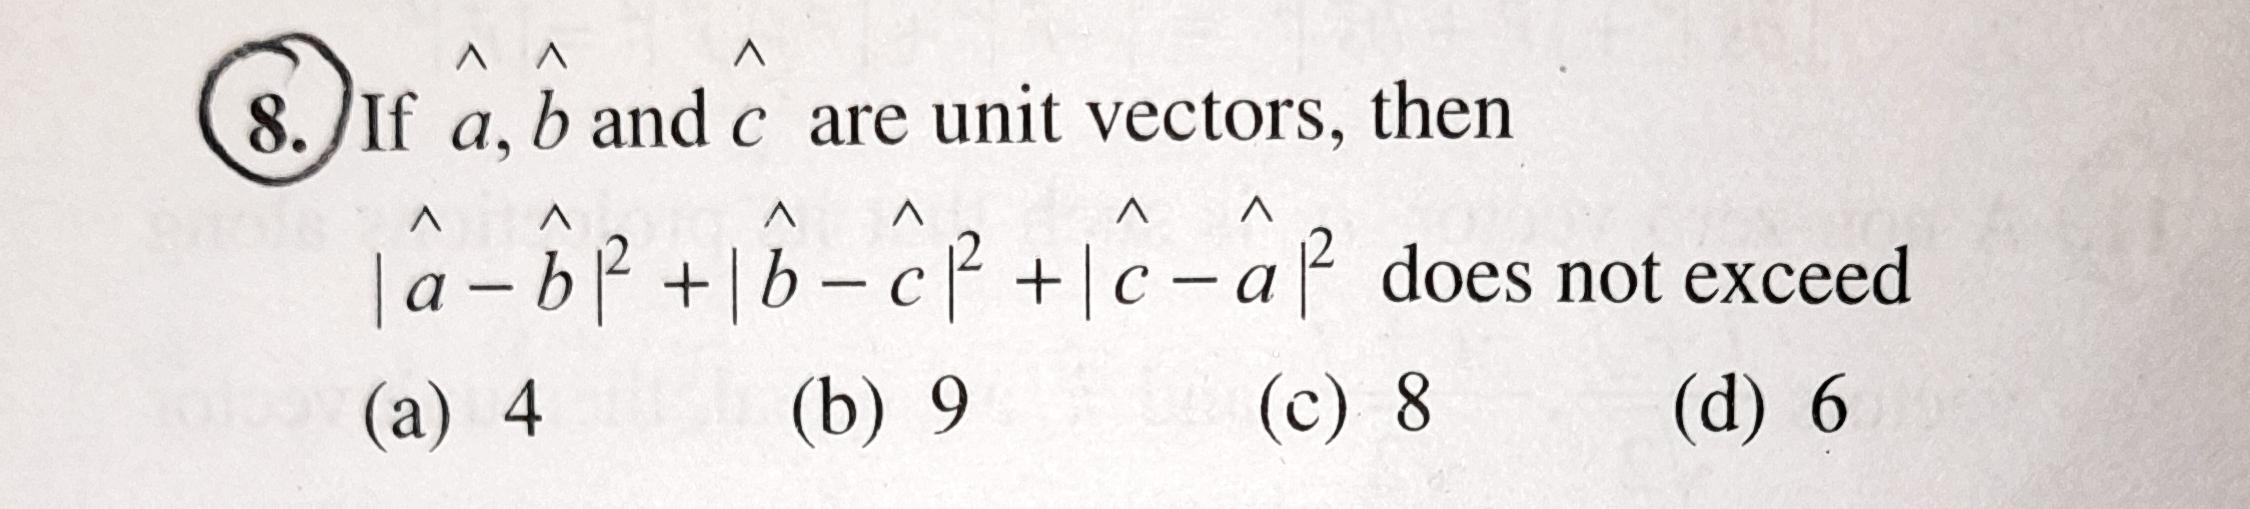 8. If â, b̂ and ĉ are unit vectors, then
| â − b̂ |² + | b̂ − ĉ |² + | ĉ − â |² does not exceed
(a) 4 (b) 9 (c) 8 (d) 6